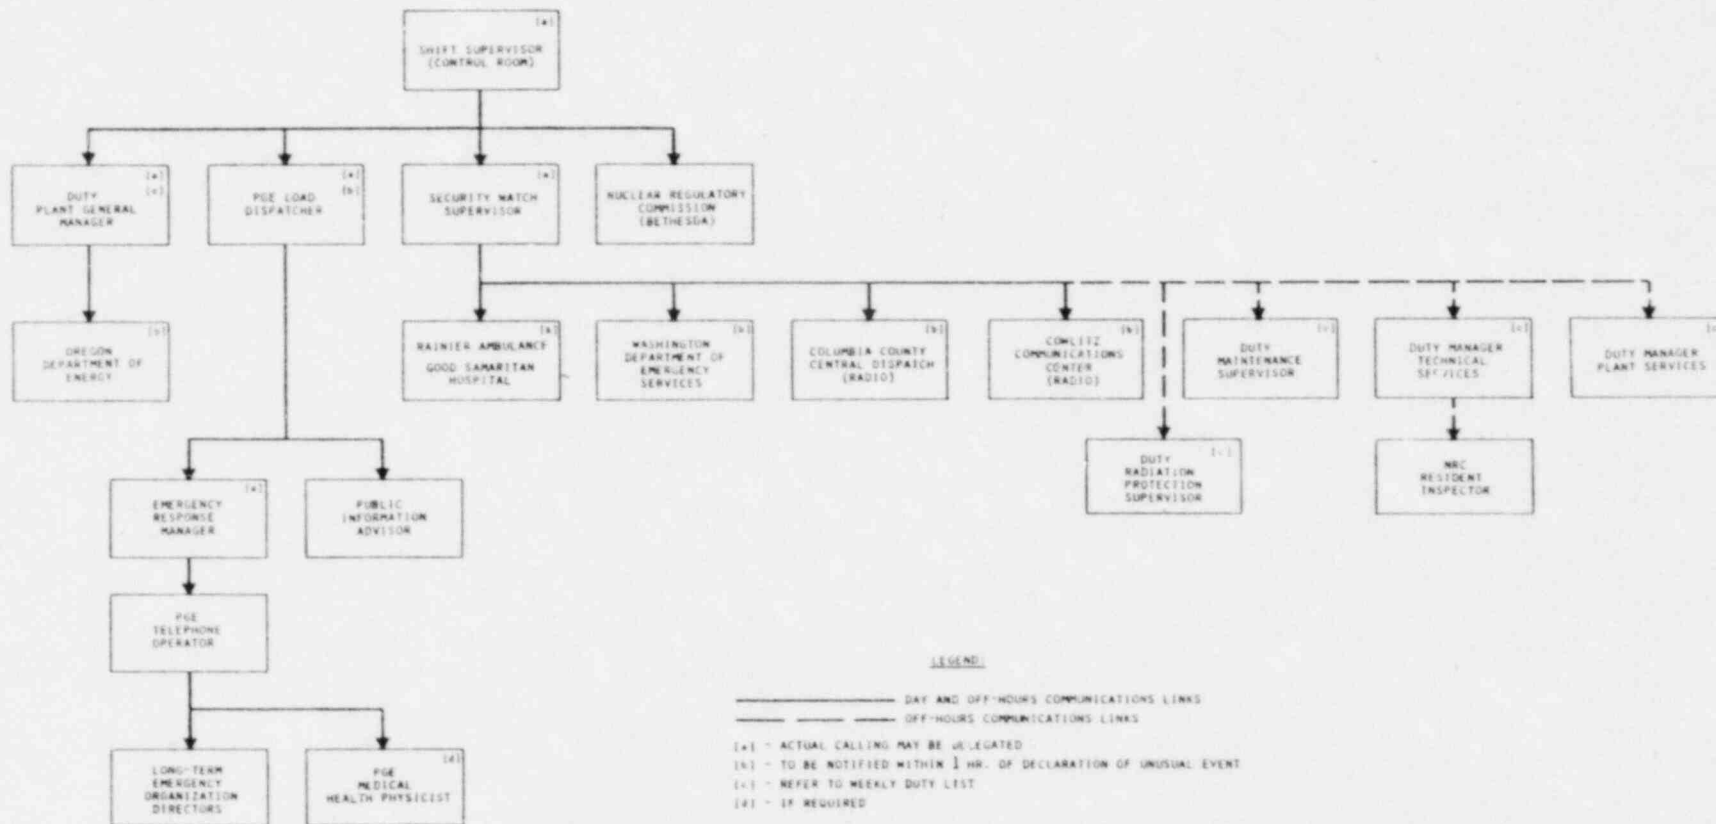 [a]
SHIFT SUPERVISOR
(CONTROL ROOM)
[a]
[c]
DUTY
PLANT GENERAL
MANAGER
[a]
[b]
PGE LOAD
DISPATCHER
[a]
SECURITY WATCH
SUPERVISOR
NUCLEAR REGULATORY
COMMISSION
(BETHESDA)
[b]
OREGON
DEPARTMENT OF
ENERGY
RAINIER AMBULANCE
GOOD SAMARITAN
HOSPITAL
[b]
WASHINGTON
DEPARTMENT OF
EMERGENCY
SERVICES
[b]
COLUMBIA COUNTY
CENTRAL DISPATCH
(RADIO)
[b]
COWLITZ
COMMUNICATIONS
CENTER
(RADIO)
[c]
DUTY
MAINTENANCE
SUPERVISOR
[c]
DUTY MANAGER
TECHNICAL
SERVICES
DUTY MANAGER
PLANT SERVICES
[c]
DUTY
RADIATION
PROTECTION
SUPERVISOR
NRC
RESIDENT
INSPECTOR
[a]
EMERGENCY
RESPONSE
MANAGER
PUBLIC
INFORMATION
ADVISOR
PGE
TELEPHONE
OPERATOR
LONG-TERM
EMERGENCY
ORGANIZATION
DIRECTORS
[d]
PGE
MEDICAL
HEALTH PHYSICIST
LEGEND:
DAY AND OFF-HOURS COMMUNICATIONS LINKS
OFF-HOURS COMMUNICATIONS LINKS
[a] - ACTUAL CALLING MAY BE DELEGATED
[b] - TO BE NOTIFIED WITHIN 1 HR. OF DECLARATION OF UNUSUAL EVENT
[c] - REFER TO WEEKLY DUTY LIST
[d] - IF REQUIRED